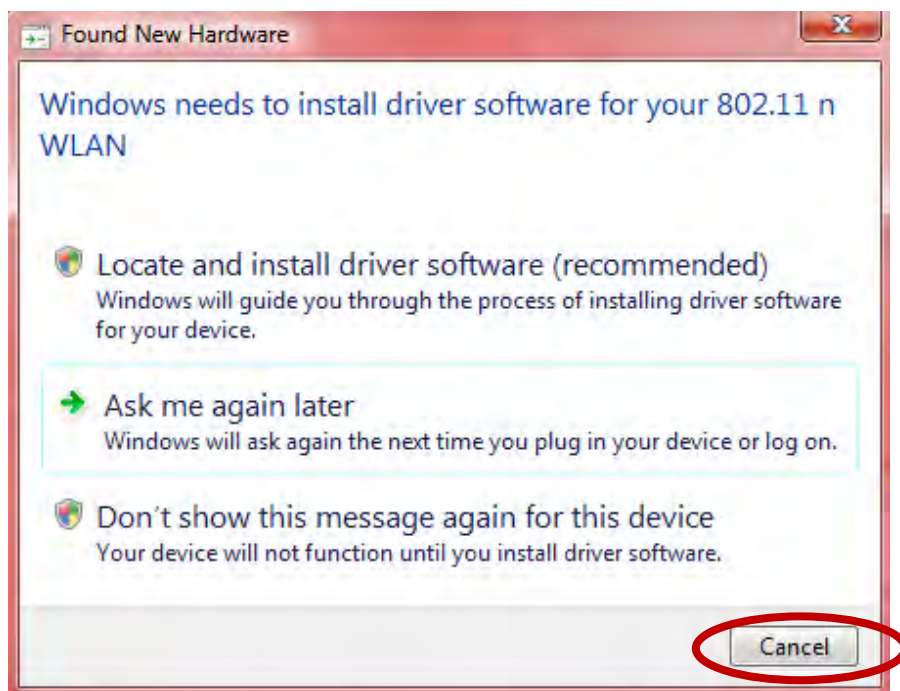 Found New Hardware
Windows needs to install driver software for your 802.11 n
WLAN
Locate and install driver software (recommended)
Windows will guide you through the process of installing driver software
for your device.
Ask me again later
Windows will ask again the next time you plug in your device or log on.
Don't show this message again for this device
Your device will not function until you install driver software.
Cancel